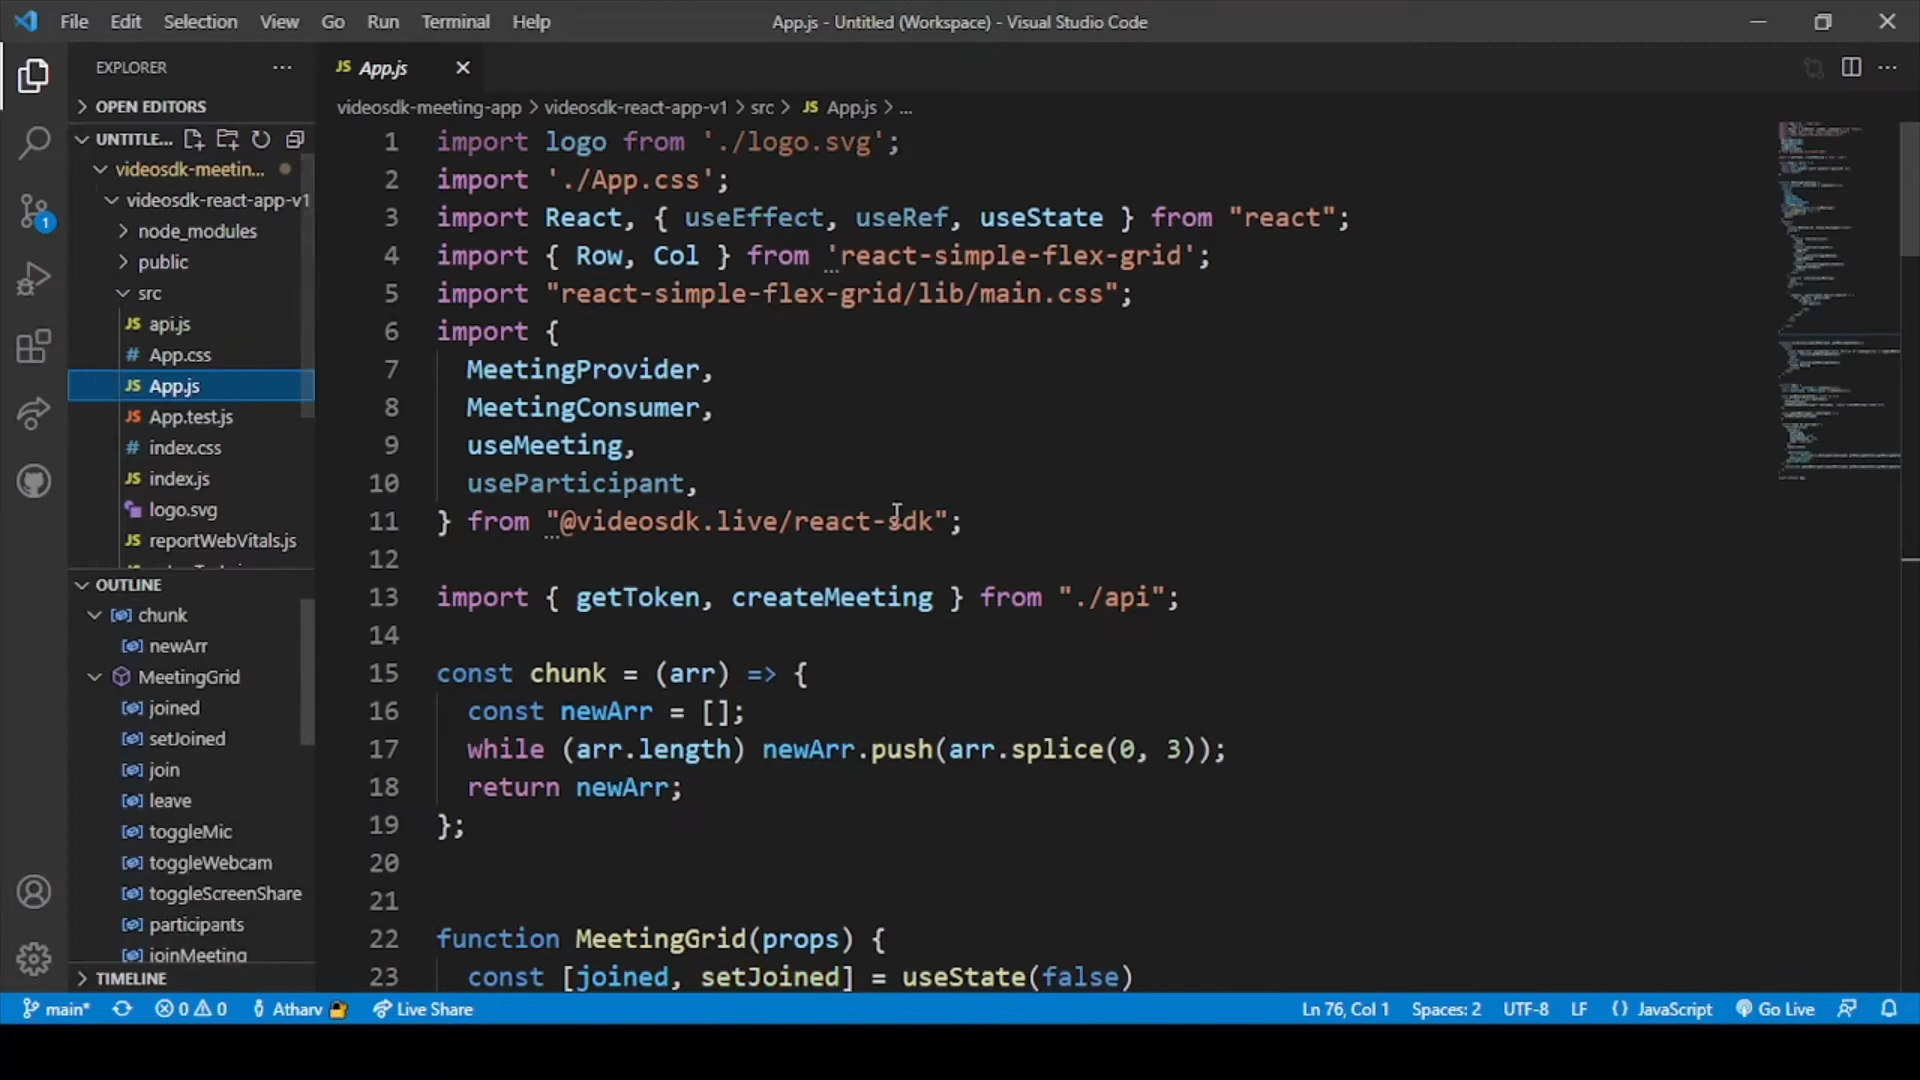 File Edit Selection View Go Run Terminal Help
App.js - Untitled (Workspace) - Visual Studio Code
EXPLORER
OPEN EDITORS
UNTITLE...
videosdk-meetin...
videosdk-react-app-v1
node_modules
public
src
JS api.js
# App.css
JS App.js
JS App.test.js
# index.css
JS index.js
logo.svg
JS reportWebVitals.js
OUTLINE
chunk
newArr
MeetingGrid
joined
setJoined
join
leave
toggleMic
toggleWebcam
toggleScreenShare
participants
joinMeeting
TIMELINE
1
JS App.js
videosdk-meeting-app > videosdk-react-app-v1 > src > JS App.js > ...
1 import logo from './logo.svg';
2 import './App.css';
3 import React, { useEffect, useRef, useState } from "react";
4 import { Row, Col } from 'react-simple-flex-grid';
5 import "react-simple-flex-grid/lib/main.css";
6 import {
7 MeetingProvider,
8 MeetingConsumer,
9 useMeeting,
10 useParticipant,
11 } from "@videosdk.live/react-sdk";
12
13 import { getToken, createMeeting } from "./api";
14
15 const chunk = (arr) => {
16 const newArr = [];
17 while (arr.length) newArr.push(arr.splice(0, 3));
18 return newArr;
19 };
20
21
22 function MeetingGrid(props) {
23 const [joined, setJoined] = useState(false)
main* 0 0 Atharv Live Share
Ln 76, Col 1 Spaces: 2 UTF-8 LF {} JavaScript Go Live